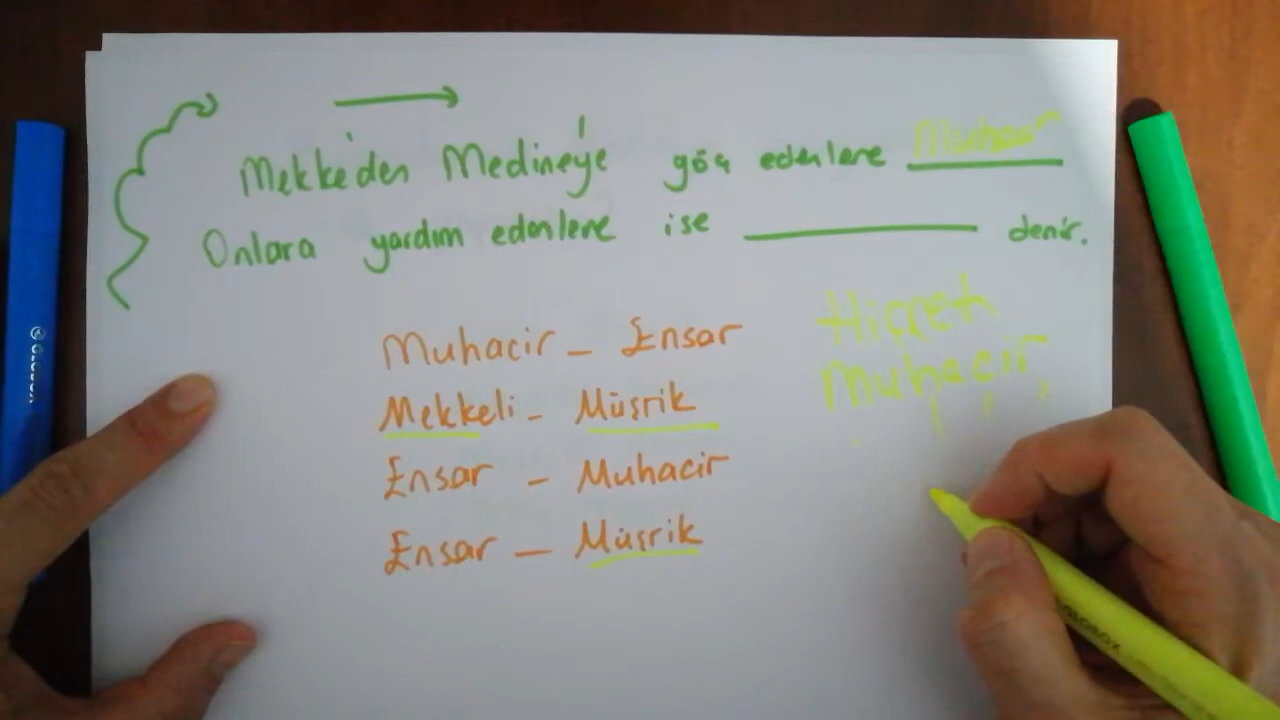 Mekke'den Medine'ye göç edenlere Muhacir
Onlara yardım edenlere ise ________ denir.
Muhacir - Ensar
Mekkeli - Müşrik
Ensar - Muhacir
Ensar - Müşrik
Hicret
Muhacir